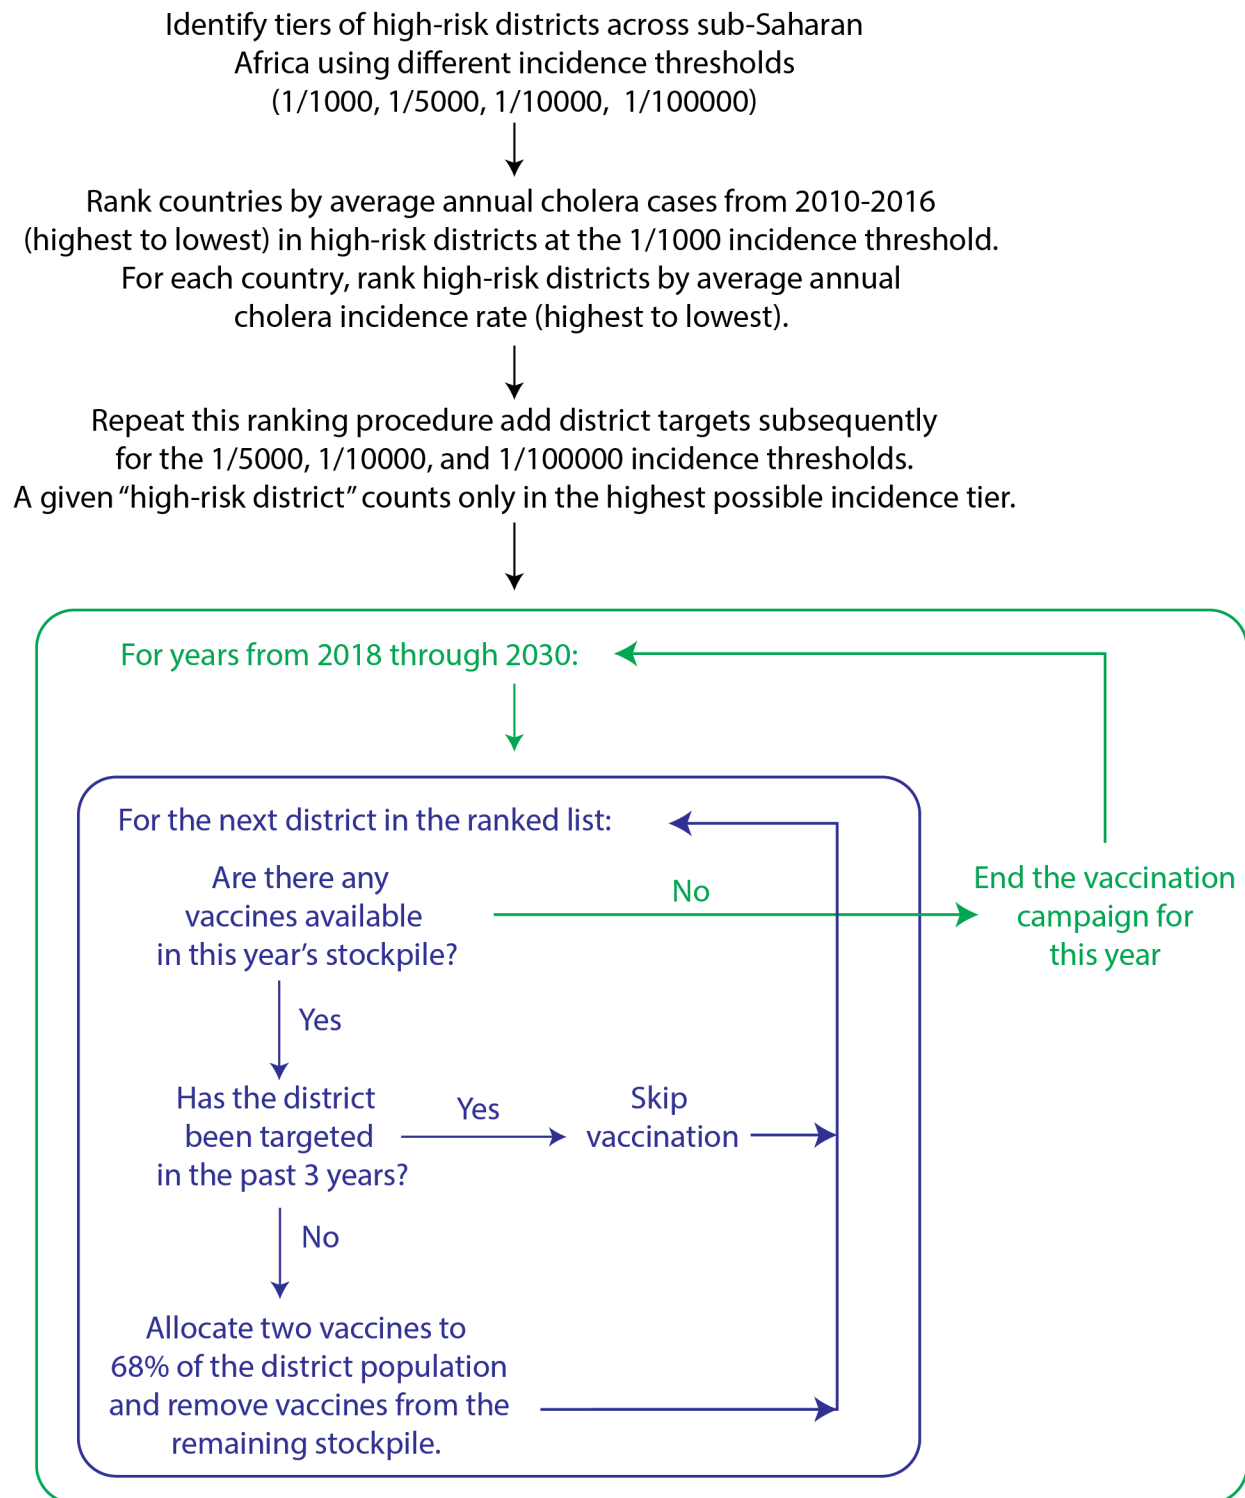 Identify tiers of high-risk districts across sub-Saharan
Africa using different incidence thresholds
(1/1000, 1/5000, 1/10000, 1/100000)
Rank countries by average annual cholera cases from 2010-2016
(highest to lowest) in high-risk districts at the 1/1000 incidence threshold.
For each country, rank high-risk districts by average annual
cholera incidence rate (highest to lowest).
Repeat this ranking procedure add district targets subsequently
for the 1/5000, 1/10000, and 1/100000 incidence thresholds.
A given “high-risk district” counts only in the highest possible incidence tier.
For years from 2018 through 2030:
For the next district in the ranked list:
Are there any
vaccines available
in this year’s stockpile?
No
End the vaccination
campaign for
this year
Yes
Has the district
been targeted
in the past 3 years?
Yes
Skip
vaccination
No
Allocate two vaccines to
68% of the district population
and remove vaccines from the
remaining stockpile.